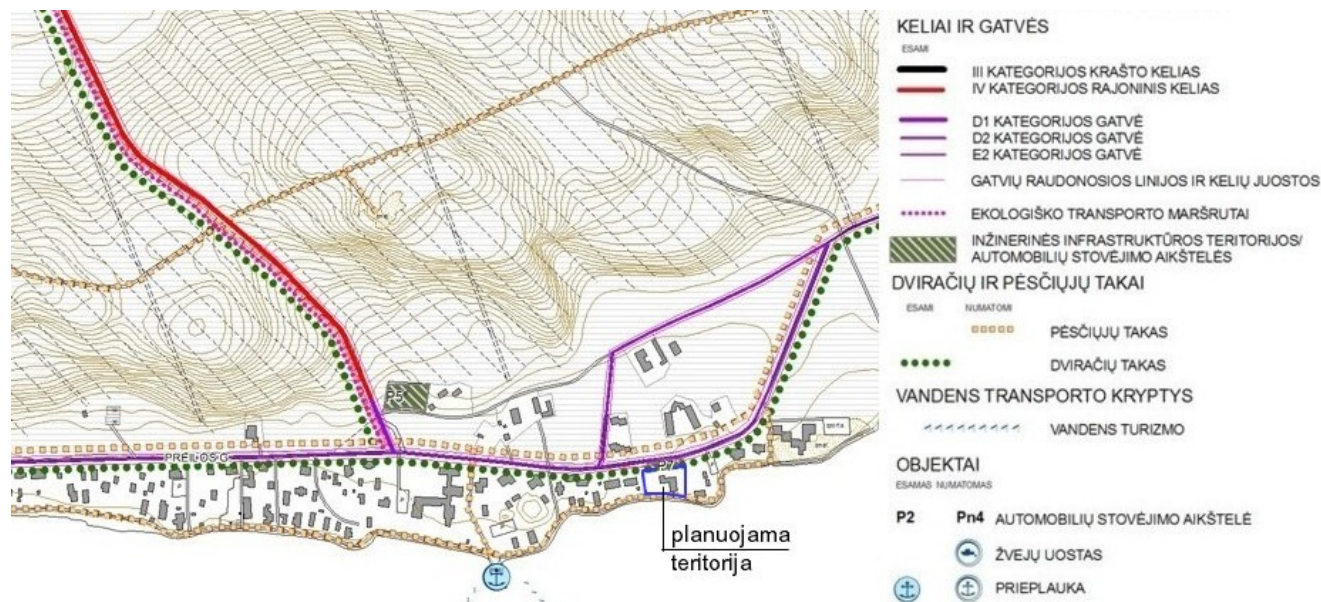 P5
PREILOS G.
P7
planuojama
teritorija
KELIAI IR GATVĖS
ESAMI
III KATEGORIJOS KRAŠTO KELIAS
IV KATEGORIJOS RAJONINIS KELIAS
D1 KATEGORIJOS GATVĖ
D2 KATEGORIJOS GATVĖ
E2 KATEGORIJOS GATVĖ
GATVIŲ RAUDONOSIOS LINIJOS IR KELIŲ JUOSTOS
EKOLOGIŠKO TRANSPORTO MARŠRUTAI
INŽINERINĖS INFRASTRUKTŪROS TERITORIJOS/
AUTOMOBILIŲ STOVĖJIMO AIKŠTELĖS
DVIRAČIŲ IR PĖSČIŲJŲ TAKAI
ESAMI NUMATOMI
PĖSČIŲJŲ TAKAS
DVIRAČIŲ TAKAS
VANDENS TRANSPORTO KRYPTYS
VANDENS TURIZMO
OBJEKTAI
ESAMAS NUMATOMAS
P2 Pn4 AUTOMOBILIŲ STOVĖJIMO AIKŠTELĖ
ŽVEJŲ UOSTAS
PRIEPLAUKA